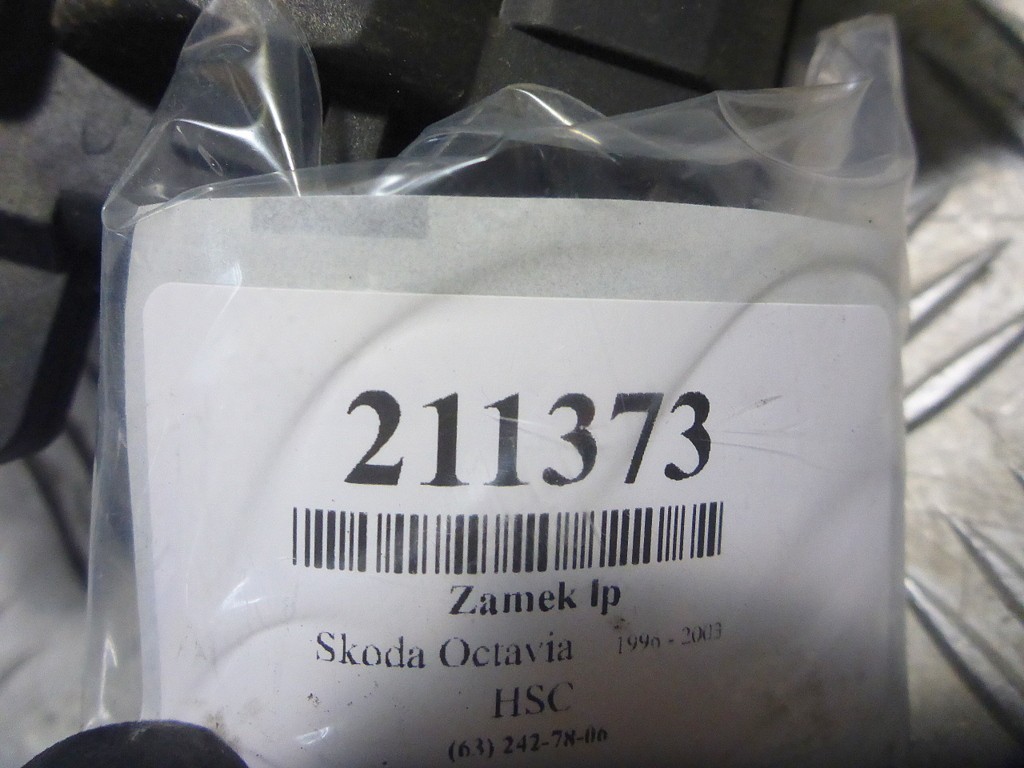 211373
Zamek lp
Skoda Octavia 1996 - 2003
HSC
(63) 242-78-06